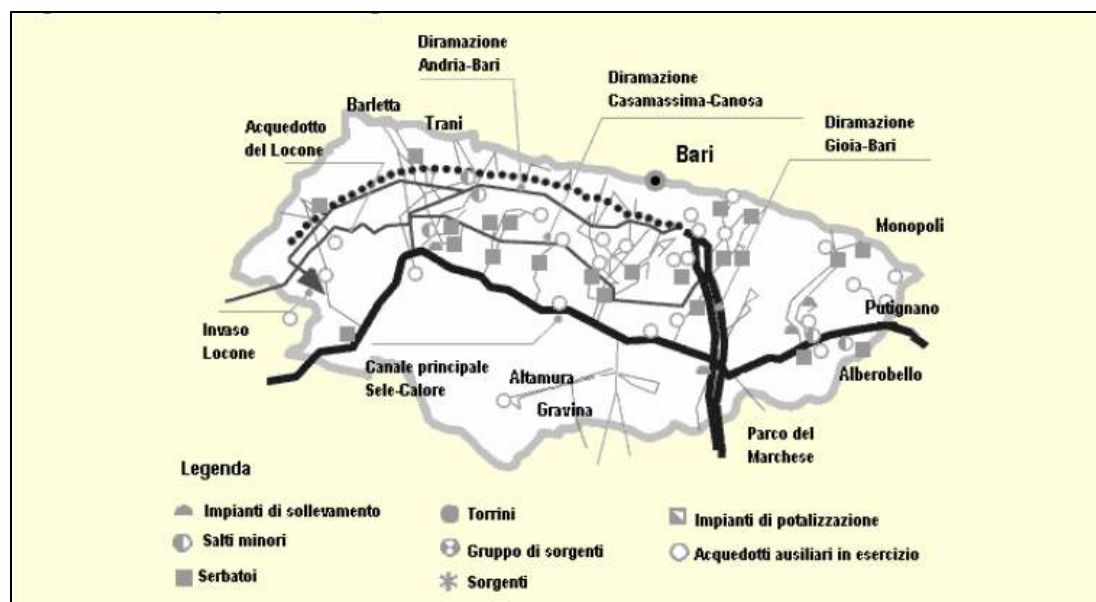 Diramazione
Andria-Bari
Diramazione
Casamassima-Canosa
Barletta
Trani
Acquedotto
del Locone
Diramazione
Gioia-Bari
Bari
Monopoli
Putignano
Invaso
Locone
Canale principale
Sele-Calore
Altamura
Gravina
Alberobello
Parco del
Marchese
Legenda
Impianti di sollevamento
Salti minori
Serbatoi
Torrini
Gruppo di sorgenti
Sorgenti
Impianti di potalizzazione
Acquedotti ausiliari in esercizio